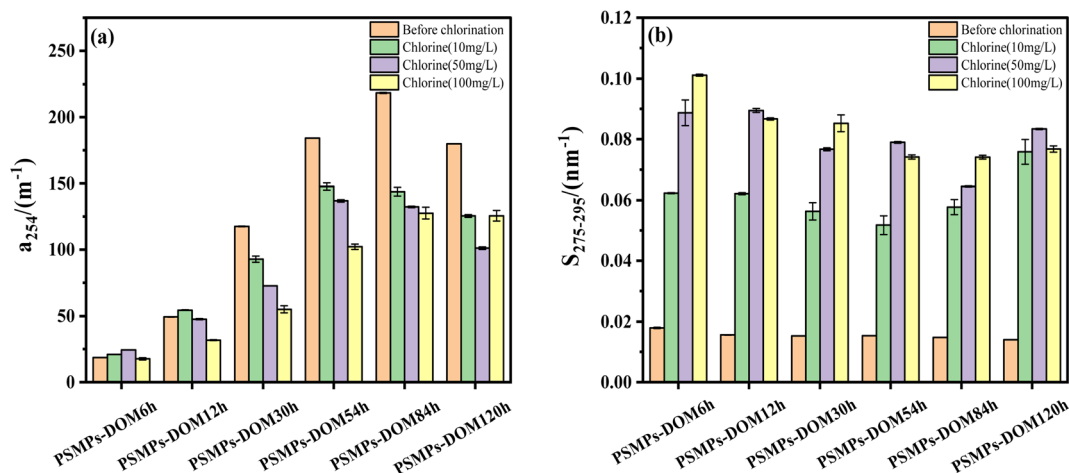 (a)
Before chlorination
Chlorine(10mg/L)
Chlorine(50mg/L)
Chlorine(100mg/L)
a254/(m-1)
250
200
150
100
50
0
PSMPs-DOM6h
PSMPs-DOM12h
PSMPs-DOM30h
PSMPs-DOM54h
PSMPs-DOM84h
PSMPs-DOM120h
(b)
Before chlorination
Chlorine(10mg/L)
Chlorine(50mg/L)
Chlorine(100mg/L)
S275-295/(nm-1)
0.12
0.10
0.08
0.06
0.04
0.02
0.00
PSMPs-DOM6h
PSMPs-DOM12h
PSMPs-DOM30h
PSMPs-DOM54h
PSMPs-DOM84h
PSMPs-DOM120h